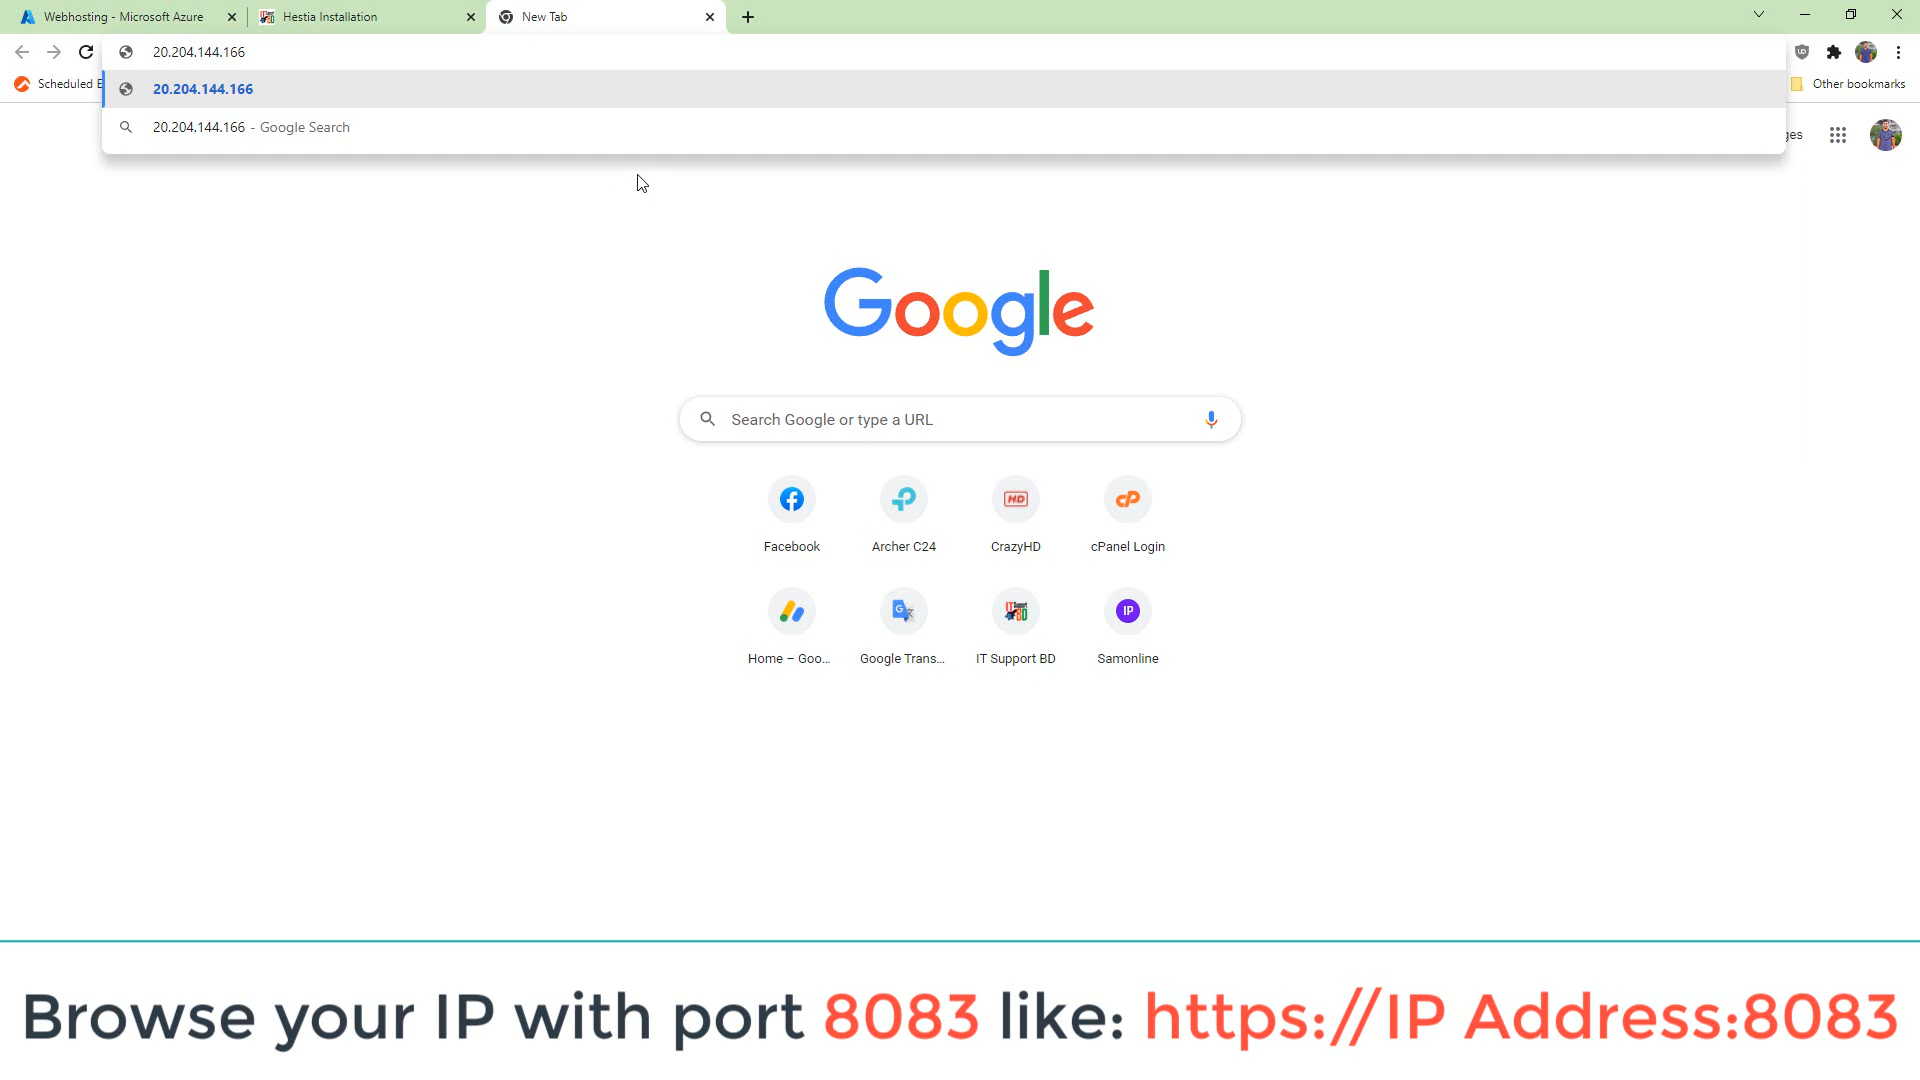 Webhosting - Microsoft Azure
Hestia Installation
New Tab
20.204.144.166
Scheduled E
20.204.144.166
Other bookmarks
20.204.144.166 - Google Search
ges
Google
Search Google or type a URL
Facebook
Archer C24
CrazyHD
cPanel Login
Home – Goo...
Google Trans...
IT Support BD
Samonline
Browse your IP with port 8083 like: https://IP Address:8083